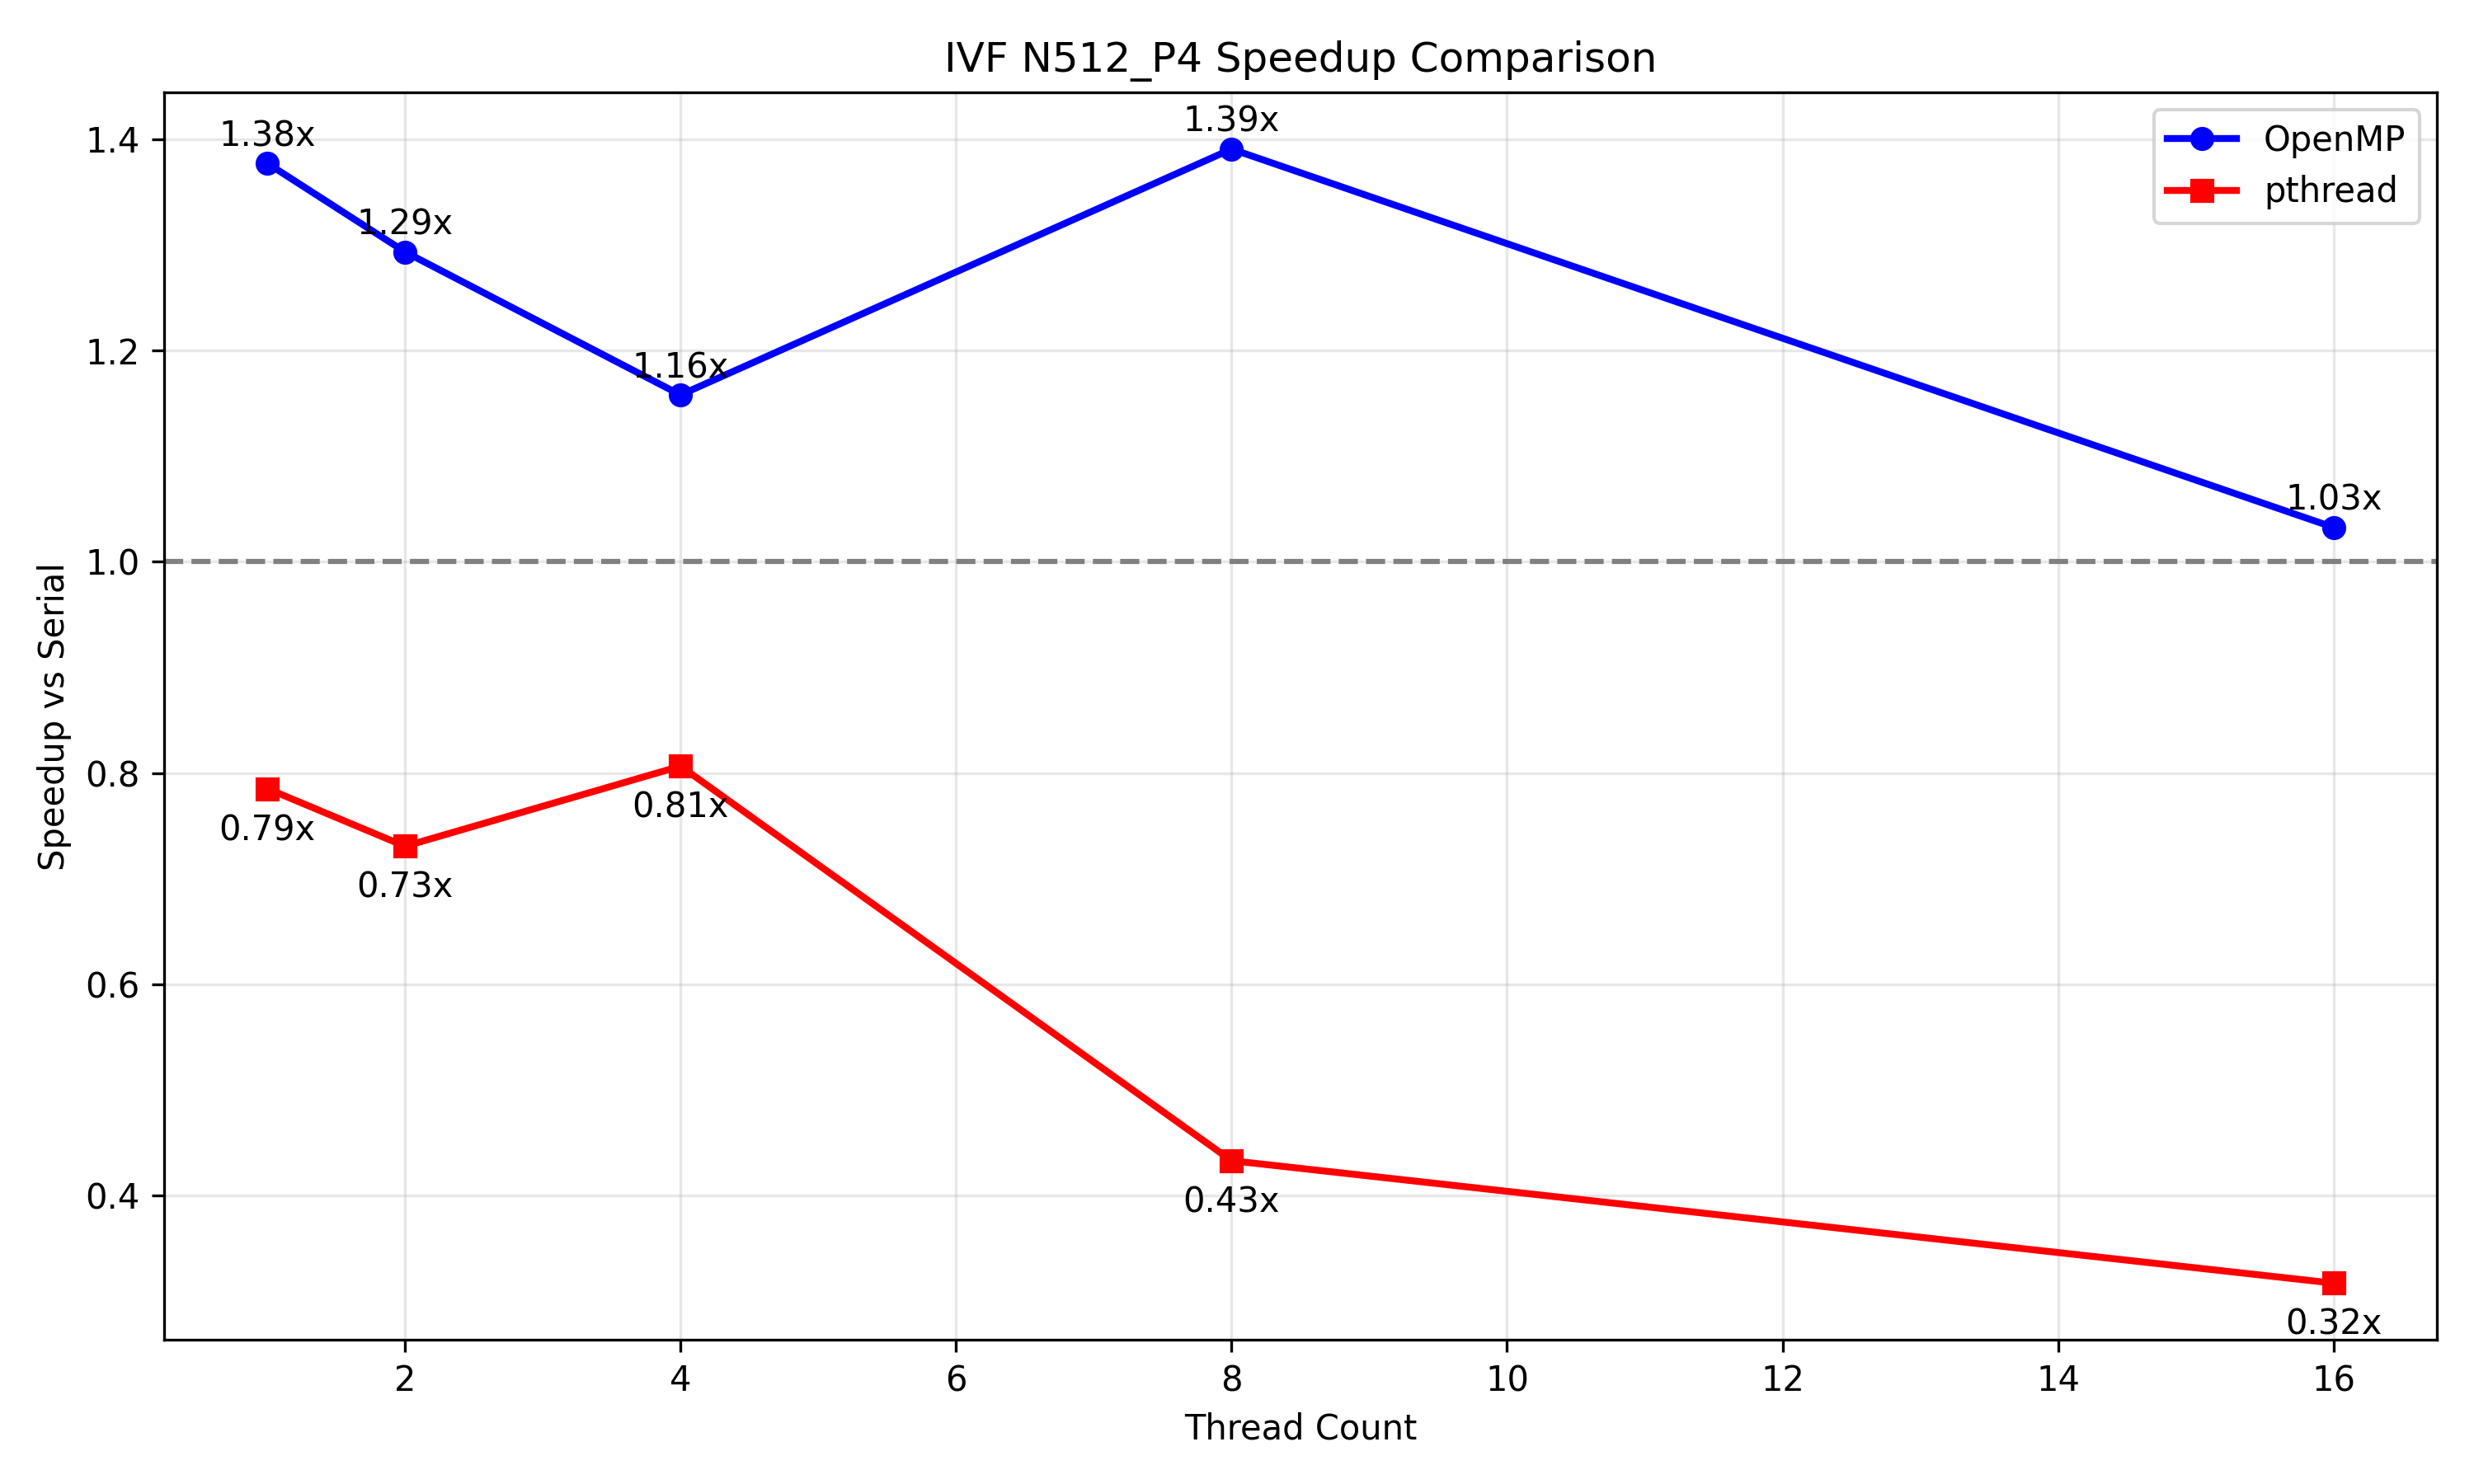 IVF N512_P4 Speedup Comparison
OpenMP
pthread
1.38x
1.29x
1.16x
1.39x
1.03x
0.79x
0.73x
0.81x
0.43x
0.32x
Speedup vs Serial
1.4
1.2
1.0
0.8
0.6
0.4
2 4 6 8 10 12 14 16
Thread Count